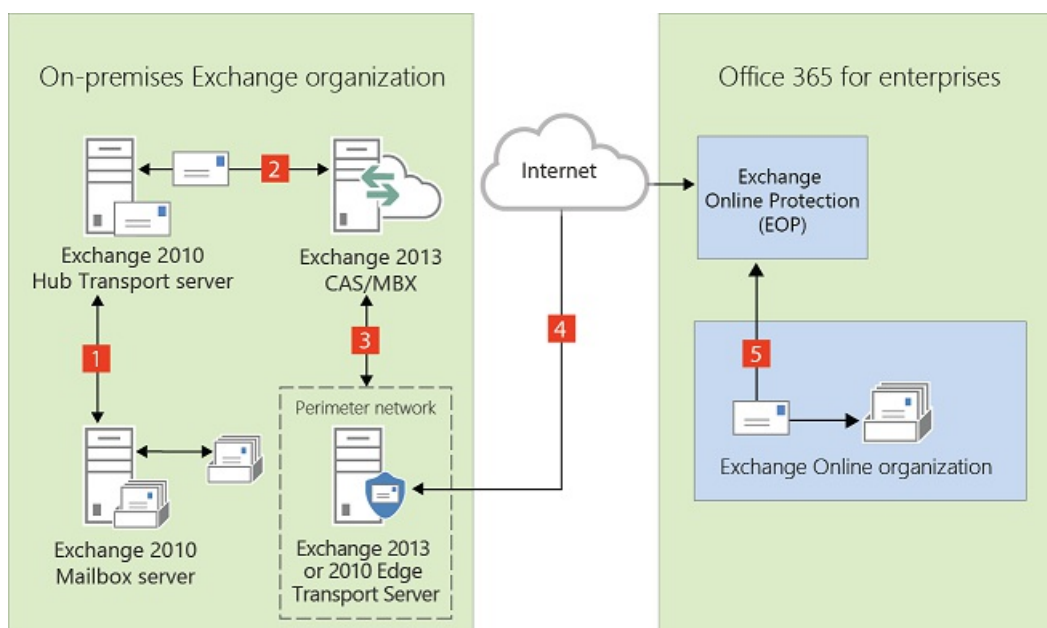 On-premises Exchange organization
2
Exchange 2010
Hub Transport server
Exchange 2013
CAS/MBX
1
3
Perimeter network
Exchange 2010
Mailbox server
Exchange 2013
or 2010 Edge
Transport Server
Internet
4
Office 365 for enterprises
Exchange
Online Protection
(EOP)
5
Exchange Online organization